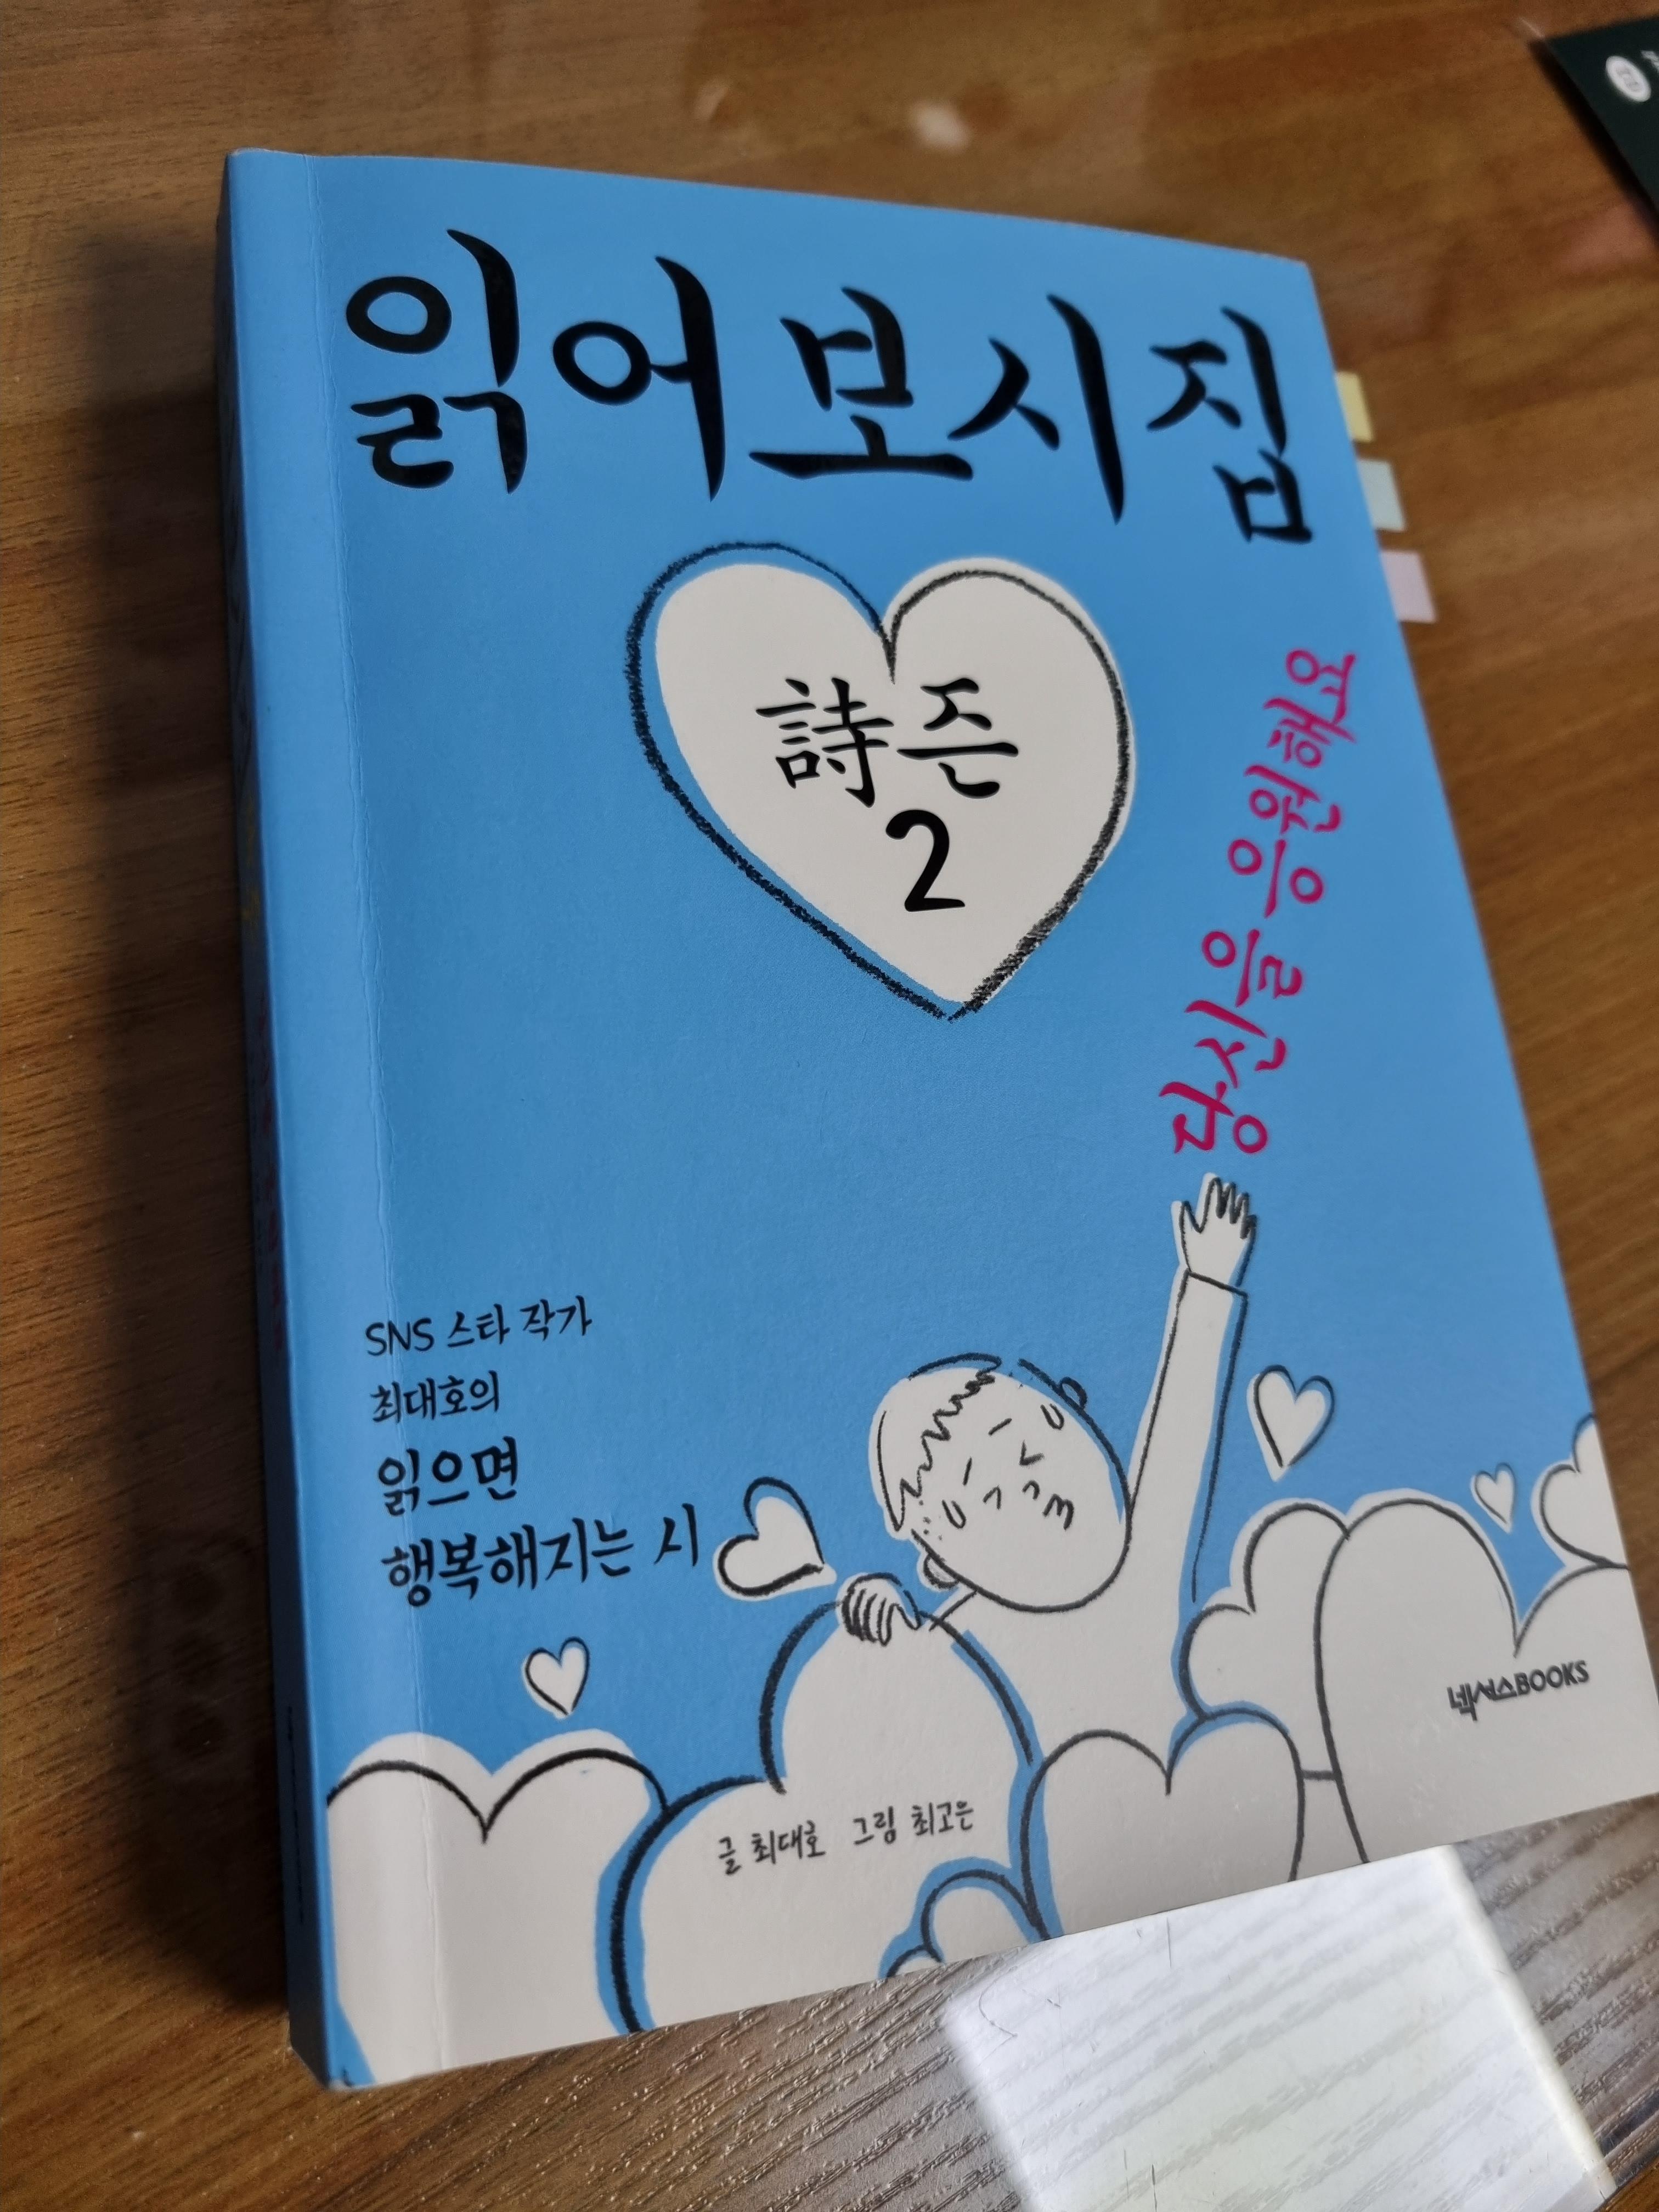 읽어보시집
詩즌
2
당신을 응원해요
SNS 스타 작가
최대호의
읽으면
행복해지는 시
글 최대호 그림 최고은
넥서스BOOKS